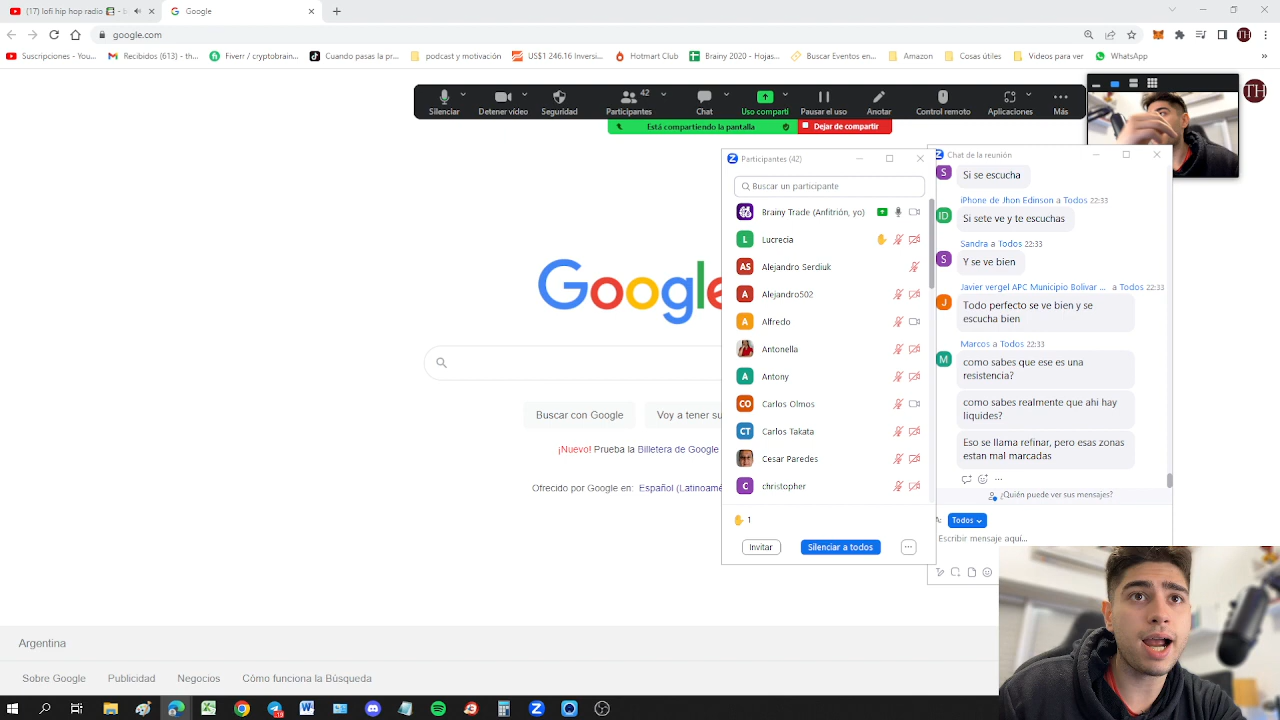 (17) lofi hip hop radio
Google
google.com
Suscripciones - You...
Recibidos (613) - th...
Fiverr / cryptobrain...
Cuando pasas la pr...
podcast y motivación
US$1 246.16 Inversi...
Hotmart Club
Brainy 2020 - Hojas...
Buscar Eventos en...
Amazon
Cosas útiles
Videos para ver
WhatsApp
»
TH
Silenciar
Detener video
Seguridad
42
Participantes
Chat
Uso comparti
Pausar el uso
Anotar
Control remoto
Aplicaciones
Más
Está compartiendo la pantalla
Dejar de compartir
Google
Buscar con Google
Voy a tener su
¡Nuevo! Prueba la Billetera de Google
Ofrecido por Google en: Español (Latinoamé
Participantes (42)
Buscar un participante
Brainy Trade (Anfitrión, yo)
L Lucrecia
AS Alejandro Serdiuk
A Alejandro502
A Alfredo
Antonella
A Antony
CO Carlos Olmos
CT Carlos Takata
Cesar Paredes
C christopher
1
Invitar
Silenciar a todos
Chat de la reunión
S
Si se escucha
iPhone de Jhon Edinson a Todos 22:33
ID
Si sete ve y te escuchas
Sandra a Todos 22:33
S
Y se ve bien
Javier vergel APC Municipio Bolivar ... a Todos 22:33
J
Todo perfecto se ve bien y se
escucha bien
Marcos a Todos 22:33
M
como sabes que ese es una
resistencia?
como sabes realmente que ahi hay
liquides?
Eso se llama refinar, pero esas zonas
estan mal marcadas
¿Quién puede ver sus mensajes?
A:
Todos
Escribir mensaje aquí...
Argentina
Sobre Google
Publicidad
Negocios
Cómo funciona la Búsqueda